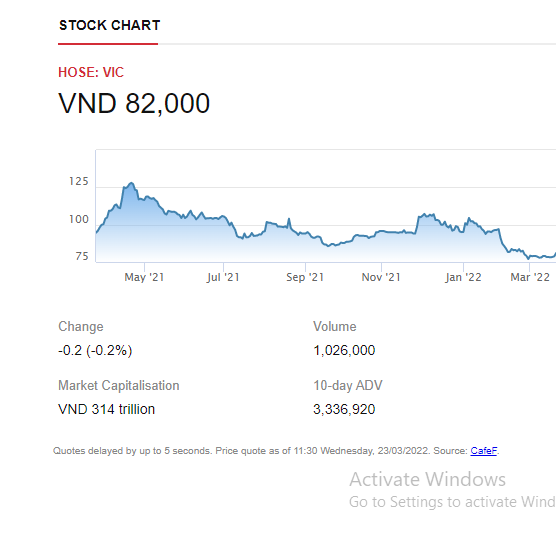 STOCK CHART
HOSE: VIC
VND 82,000
125
100
75
May '21 Jul '21 Sep '21 Nov '21 Jan '22 Mar '22
Change Volume
-0.2 (-0.2%) 1,026,000
Market Capitalisation 10-day ADV
VND 314 trillion 3,336,920
Quotes delayed by up to 5 seconds. Price quote as of 11:30 Wednesday, 23/03/2022. Source: CafeF.
Activate Windows
Go to Settings to activate Wind